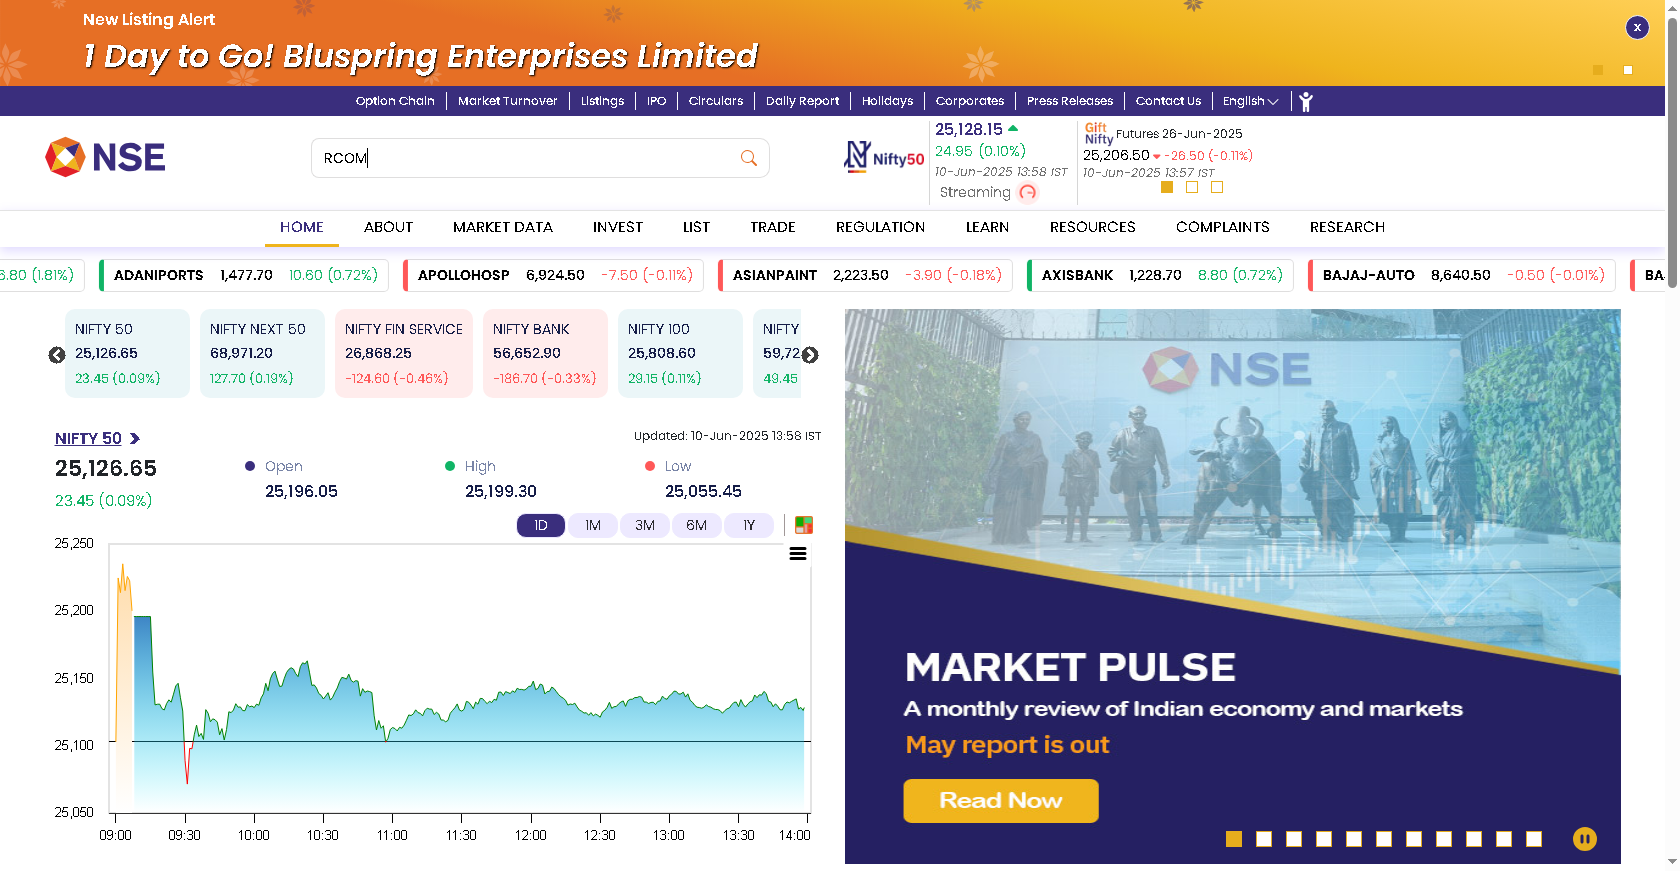 New Listing Alert
1 Day to Go! Bluspring Enterprises Limited
x
Option Chain Market Turnover Listings IPO Circulars Daily Report Holidays Corporates Press Releases Contact Us English
NSE
RCOM
Nifty50
25,128.15
24.95 (0.10%)
10-Jun-2025 13:58 IST
Streaming
Gift Nifty Futures 26-Jun-2025
25,206.50 -26.50 (-0.11%)
10-Jun-2025 13:57 IST
HOME ABOUT MARKET DATA INVEST LIST TRADE REGULATION LEARN RESOURCES COMPLAINTS RESEARCH
6.80 (1.81%) ADANIPORTS 1,477.70 10.60 (0.72%) APOLLOHOSP 6,924.50 -7.50 (-0.11%) ASIANPAINT 2,223.50 -3.90 (-0.18%) AXISBANK 1,228.70 8.80 (0.72%) BAJAJ-AUTO 8,640.50 -0.50 (-0.01%) BA
NIFTY 50
25,126.65
23.45 (0.09%)
NIFTY NEXT 50
68,971.20
127.70 (0.19%)
NIFTY FIN SERVICE
26,868.25
-124.60 (-0.46%)
NIFTY BANK
56,652.90
-186.70 (-0.33%)
NIFTY 100
25,808.60
29.15 (0.11%)
NIFTY
59,72
49.45
NIFTY 50
Updated: 10-Jun-2025 13:58 IST
25,126.65
23.45 (0.09%)
Open
25,196.05
High
25,199.30
Low
25,055.45
1D 1M 3M 6M 1Y
25,250
25,200
25,150
25,100
25,050
09:00 09:30 10:00 10:30 11:00 11:30 12:00 12:30 13:00 13:30 14:00
NSE
MARKET PULSE
A monthly review of Indian economy and markets
May report is out
Read Now